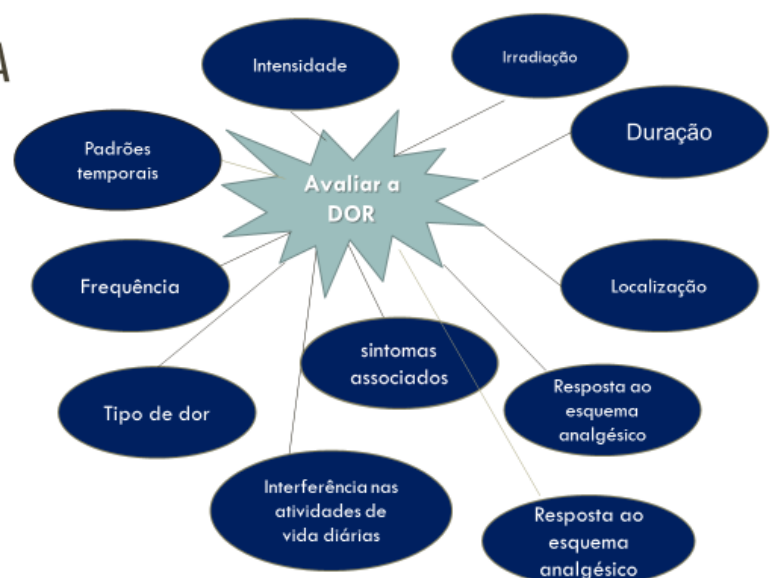 A
Intensidade
Irradiação
Duração
Padrões
temporais
Avaliar a
DOR
Frequência
Localização
sintomas
associados
Tipo de dor
Resposta ao
esquema
analgésico
Interferência nas
atividades de
vida diárias
Resposta ao
esquema
analgésico